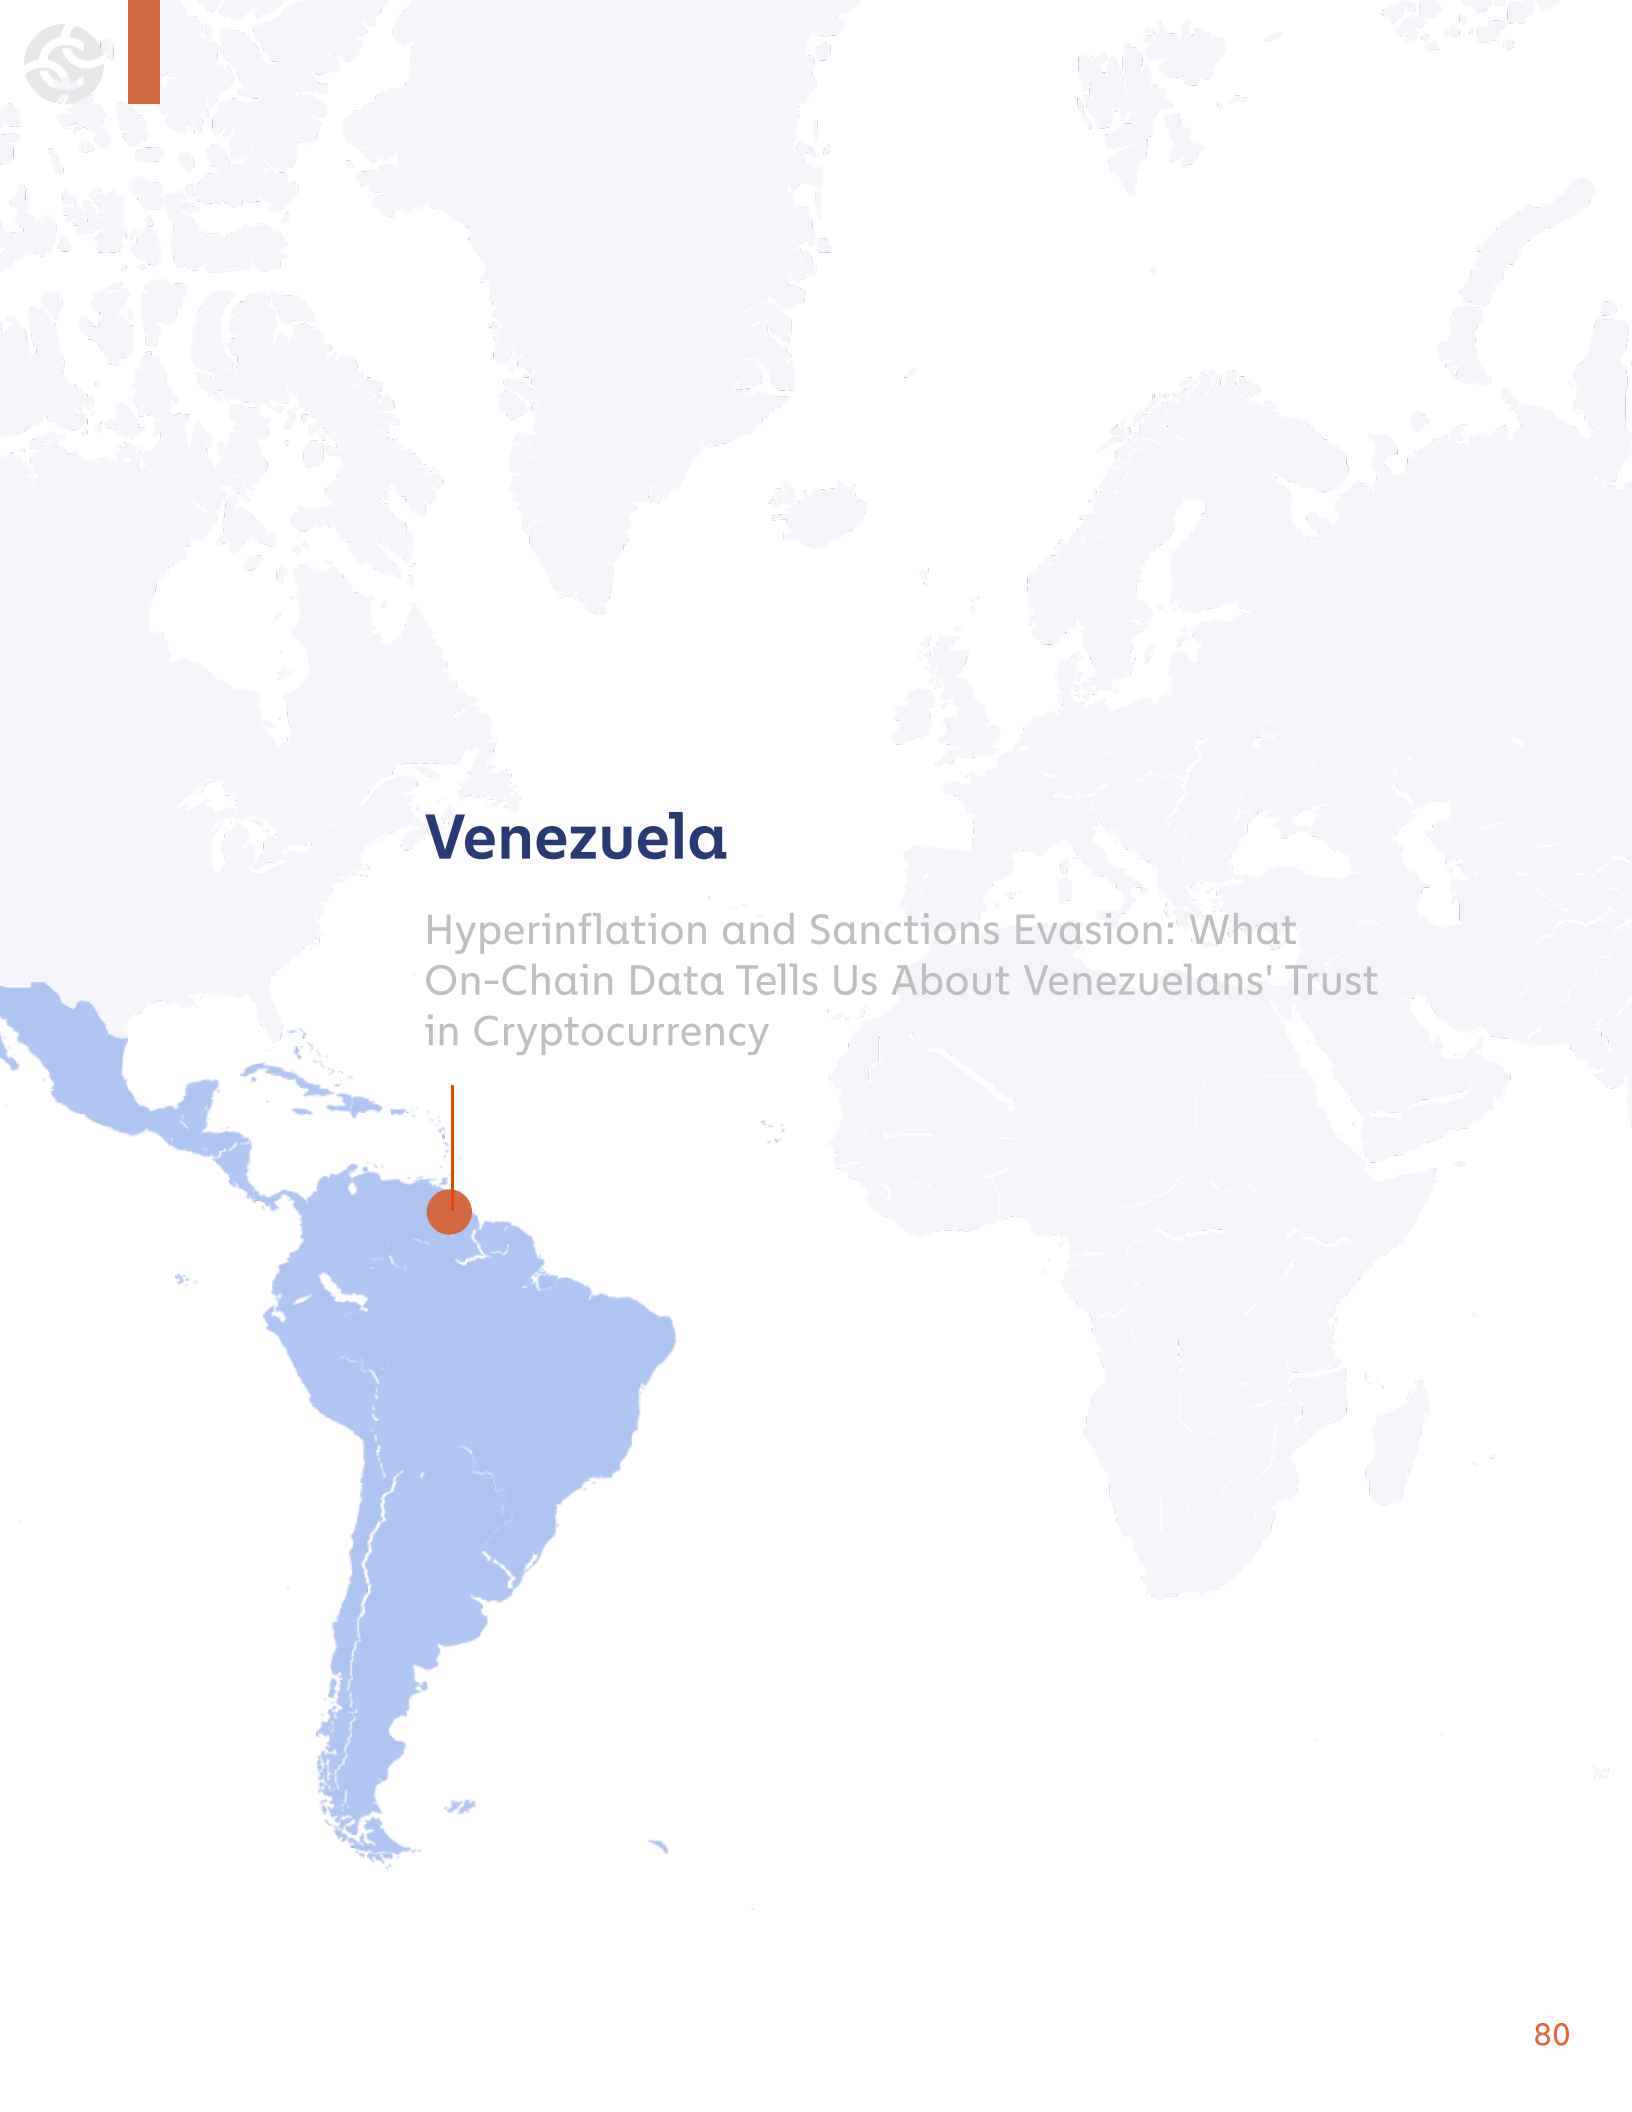 Venezuela
Hyperinflation and Sanctions Evasion: What
On-Chain Data Tells Us About Venezuelans' Trust
in Cryptocurrency
80